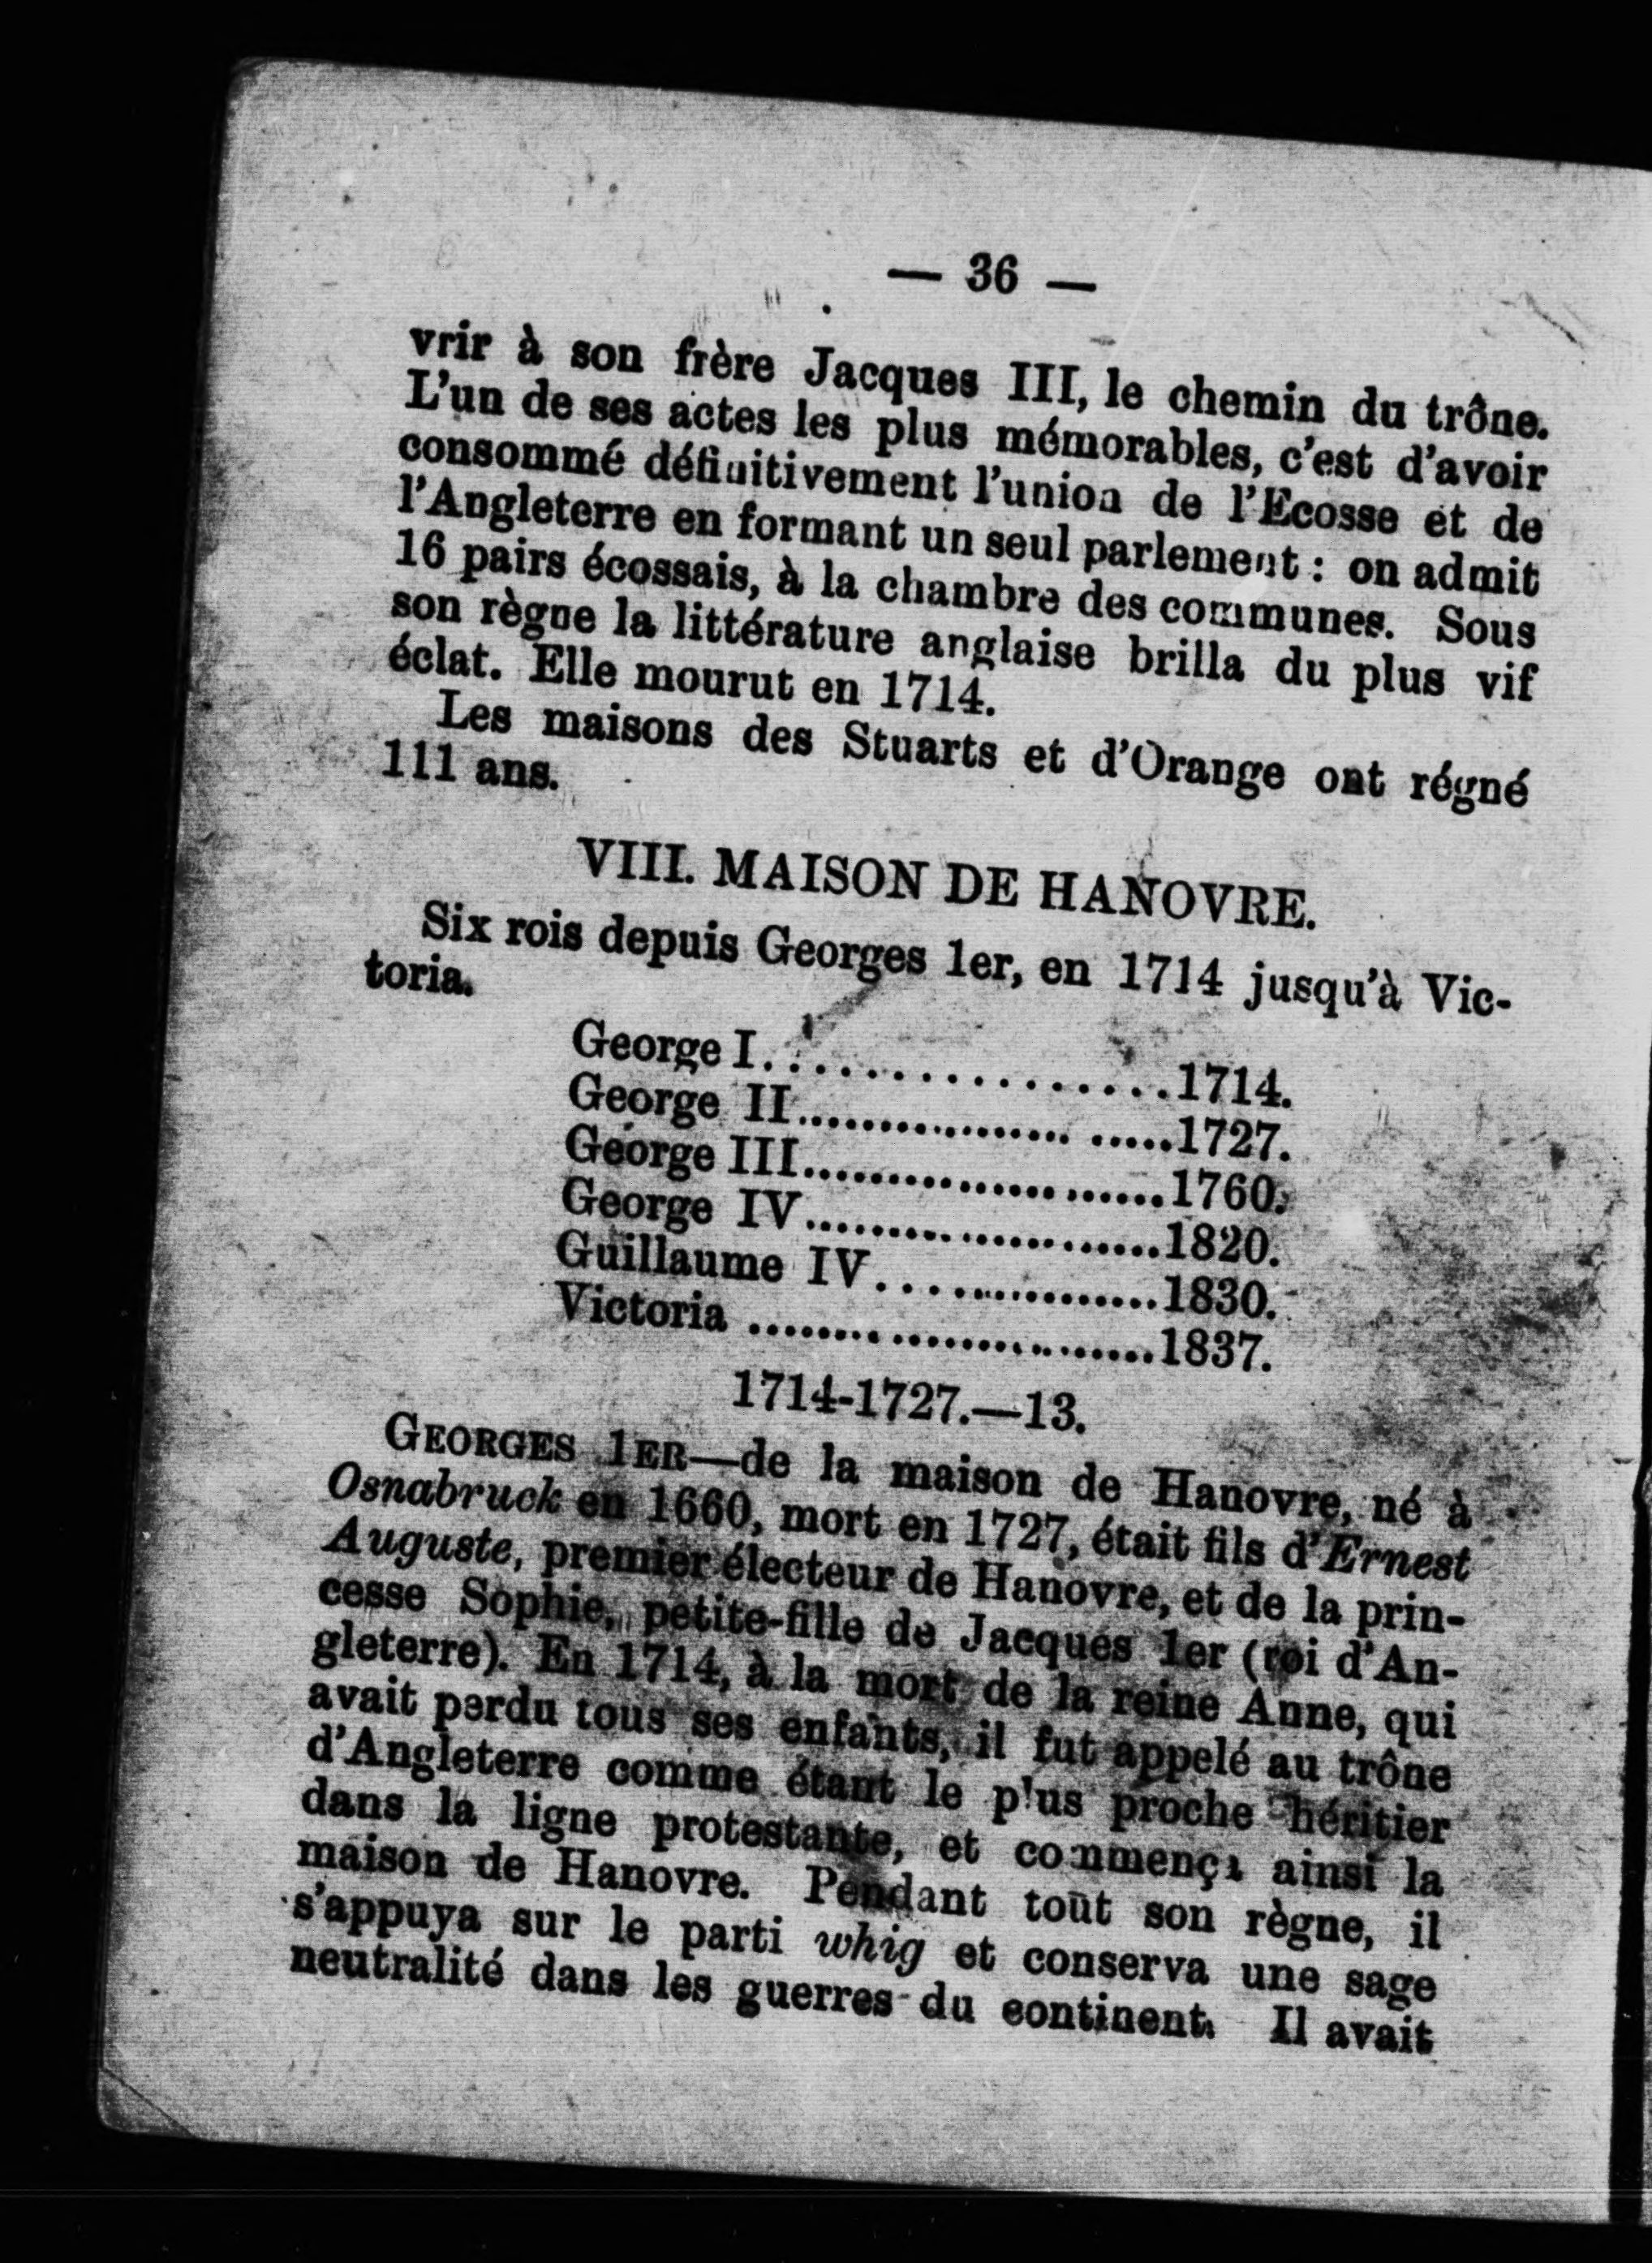 — 36 —
vrir à son frère Jacques III, le chemin du trône.
L'un de ses actes les plus mémorables, c'est d'avoir
consommé définitivement l'union de l'Ecosse et de
l'Angleterre en formant un seul parlement : on admit
16 pairs écossais, à la chambre des communes. Sous
son règne la littérature anglaise brilla du plus vif
éclat. Elle mourut en 1714.
Les maisons des Stuarts et d'Orange ont régné
111 ans.
VIII. MAISON DE HANOVRE.
Six rois depuis Georges 1er, en 1714 jusqu'à Vic-
toria.
George I..................1714.
George II......................1727.
George III......................1760.
George IV......................1820.
Guillaume IV..................1830.
Victoria .........................1837.
1714-1727.—13.
GEORGES 1ER—de la maison de Hanovre, né à
Osnabruck en 1660, mort en 1727, était fils d'Ernest
Auguste, premier électeur de Hanovre, et de la prin-
cesse Sophie, petite-fille de Jacques 1er (roi d'An-
gleterre). En 1714, à la mort de la reine Anne, qui
avait perdu tous ses enfants, il fut appelé au trône
d'Angleterre comme étant le plus proche héritier
dans la ligne protestante, et commença ainsi la
maison de Hanovre. Pendant tout son règne, il
s'appuya sur le parti whig et conserva une sage
neutralité dans les guerres du continent. Il avait